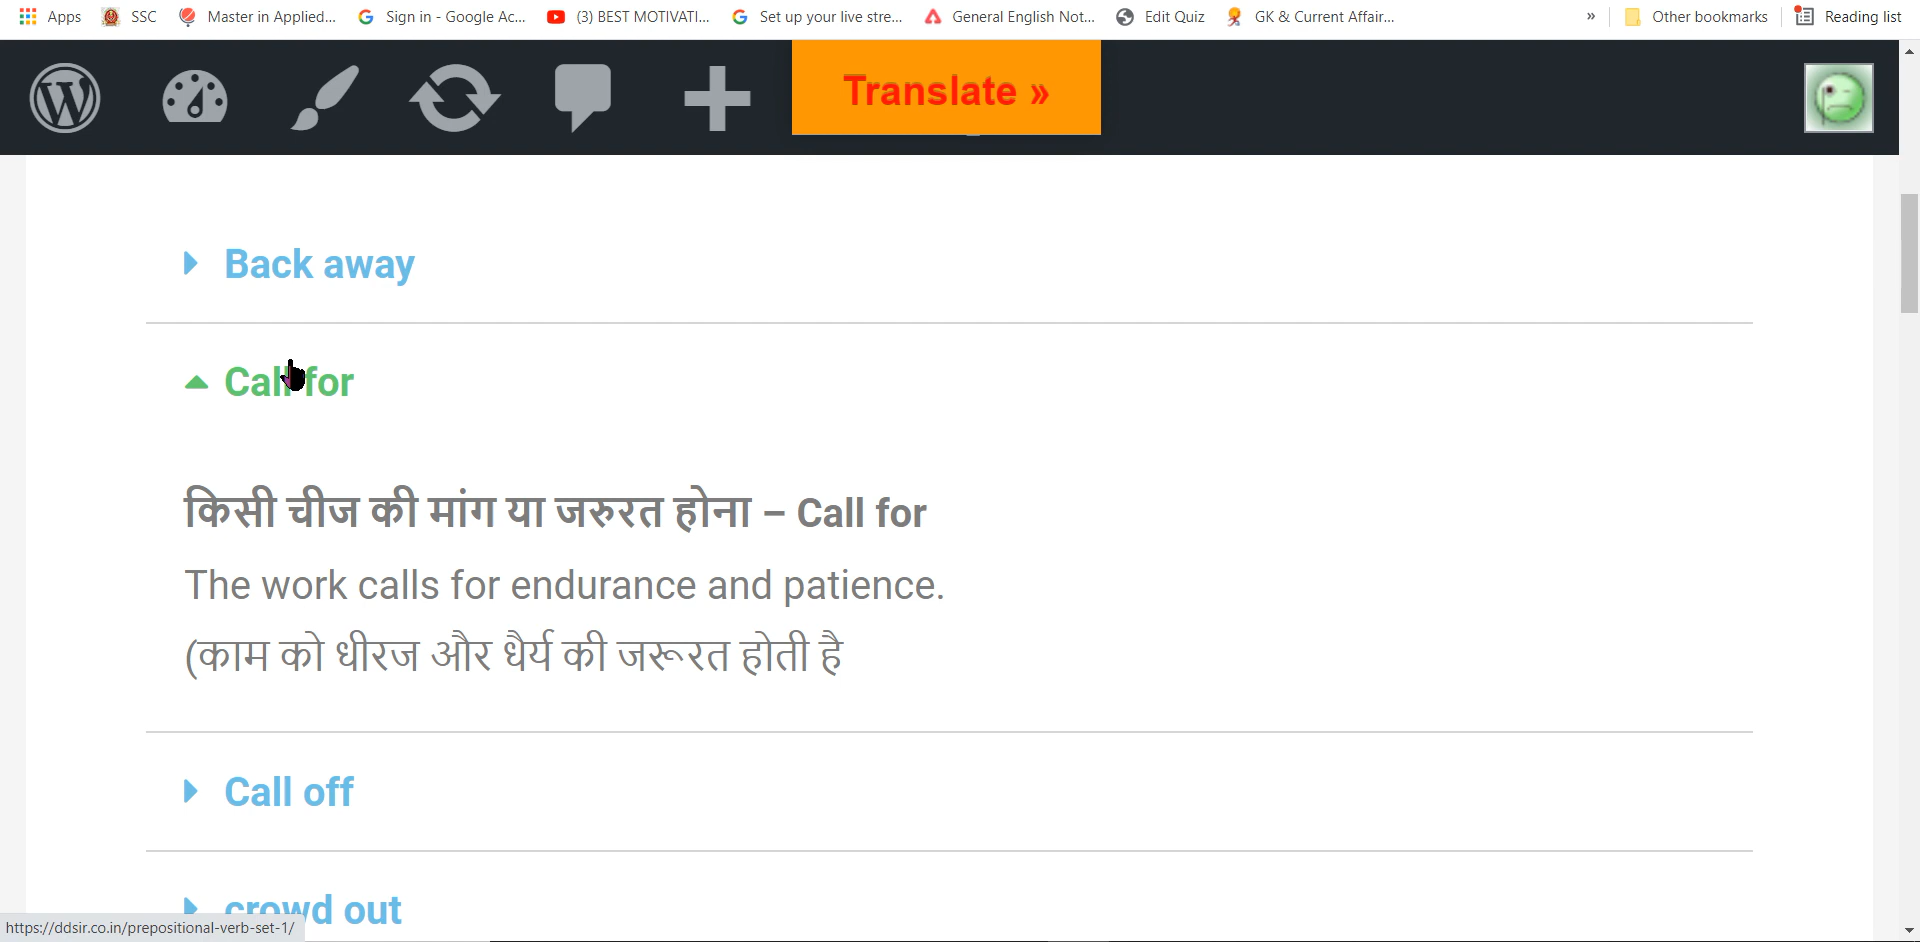 Apps SSC Master in Applied... Sign in - Google Ac... (3) BEST MOTIVATI... Set up your live stre... General English Not... Edit Quiz GK & Current Affair... » Other bookmarks Reading list
Translate »
Back away
Call for
किसी चीज की मांग या जरुरत होना – Call for
The work calls for endurance and patience.
(काम को धीरज और धैर्य की जरूरत होती है
Call off
crowd out
https://ddsir.co.in/prepositional-verb-set-1/